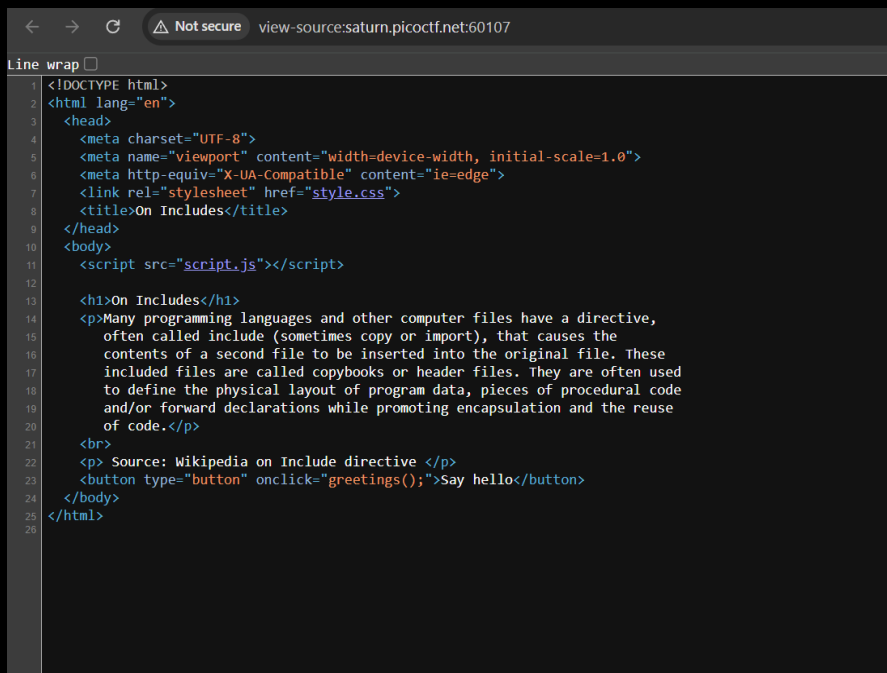 Not secure view-source:saturn.picoctf.net:60107
Line wrap
1 <!DOCTYPE html>
2 <html lang="en">
3 <head>
4 <meta charset="UTF-8">
5 <meta name="viewport" content="width=device-width, initial-scale=1.0">
6 <meta http-equiv="X-UA-Compatible" content="ie=edge">
7 <link rel="stylesheet" href="style.css">
8 <title>On Includes</title>
9 </head>
10 <body>
11 <script src="script.js"></script>
12
13 <h1>On Includes</h1>
14 <p>Many programming languages and other computer files have a directive,
15 often called include (sometimes copy or import), that causes the
16 contents of a second file to be inserted into the original file. These
17 included files are called copybooks or header files. They are often used
18 to define the physical layout of program data, pieces of procedural code
19 and/or forward declarations while promoting encapsulation and the reuse
20 of code.</p>
21 <br>
22 <p> Source: Wikipedia on Include directive </p>
23 <button type="button" onclick="greetings();">Say hello</button>
24 </body>
25 </html>
26